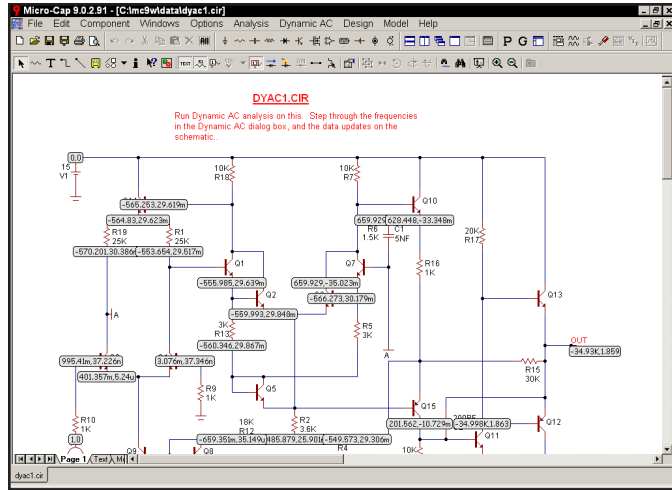 Micro-Cap 9.0.2.91 - [C:\mc9w\data\dyac1.cir]
File Edit Component Windows Options Analysis Dynamic AC Design Model Help
DYAC1.CIR
Run Dynamic AC analysis on this. Step through the frequencies
in the Dynamic AC dialog box, and the data updates on the
schematic..
0,0
15
V1
10K
R18
10K
R7
-565.253,29.619m
-564.83,29.623m
Q10
659.929
628.448,-33.348m
R19
25K
R1
25K
R6
1.5K
C1
5NF
20K
R17
-570.201,30.386m
-553.654,29.517m
Q1
Q7
R16
1K
-555.985,29.639m
659.929,-35.023m
-566.273,30.179m
Q2
Q13
-559.993,29.848m
A
3K
R13
R5
3K
OUT
-34.93K,1.859
-560.346,29.867m
A
995.41m,37.226n
3.076m,37.346n
R15
30K
401.357m,5.24u
Q5
R9
1K
Q15
R10
1K
18K
R12
R2
3.6K
201.562,-10.729m
-34.998K,1.863
Q12
1,0
-659.351m,35.149u
485.879,25.901m
-549.573,29.306m
Q11
Q9
Q8
R4
10K
Page 1
Text
dyac1.cir